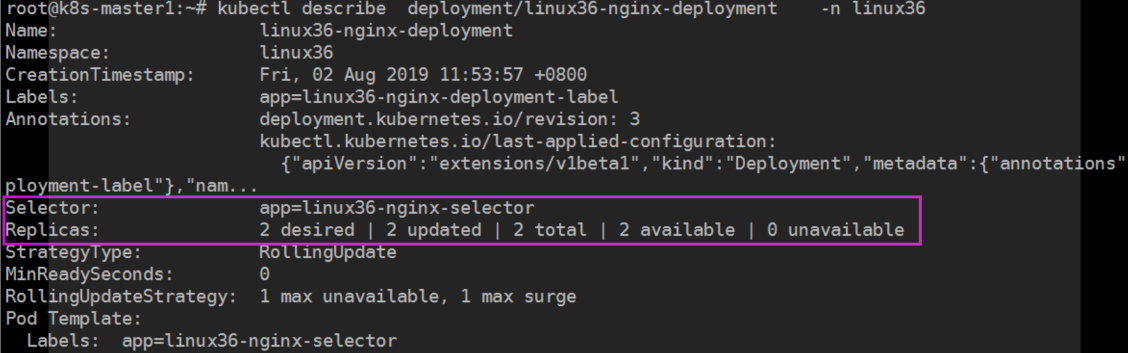 root@k8s-master1:~# kubectl describe  deployment/linux36-nginx-deployment    -n linux36
Name:                   linux36-nginx-deployment
Namespace:              linux36
CreationTimestamp:      Fri, 02 Aug 2019 11:53:57 +0800
Labels:                 app=linux36-nginx-deployment-label
Annotations:            deployment.kubernetes.io/revision: 3
                        kubectl.kubernetes.io/last-applied-configuration:
                          {"apiVersion":"extensions/v1beta1","kind":"Deployment","metadata":{"annotations"
ployment-label"},"nam...
Selector:               app=linux36-nginx-selector
Replicas:               2 desired | 2 updated | 2 total | 2 available | 0 unavailable
StrategyType:           RollingUpdate
MinReadySeconds:        0
RollingUpdateStrategy:  1 max unavailable, 1 max surge
Pod Template:
  Labels:  app=linux36-nginx-selector